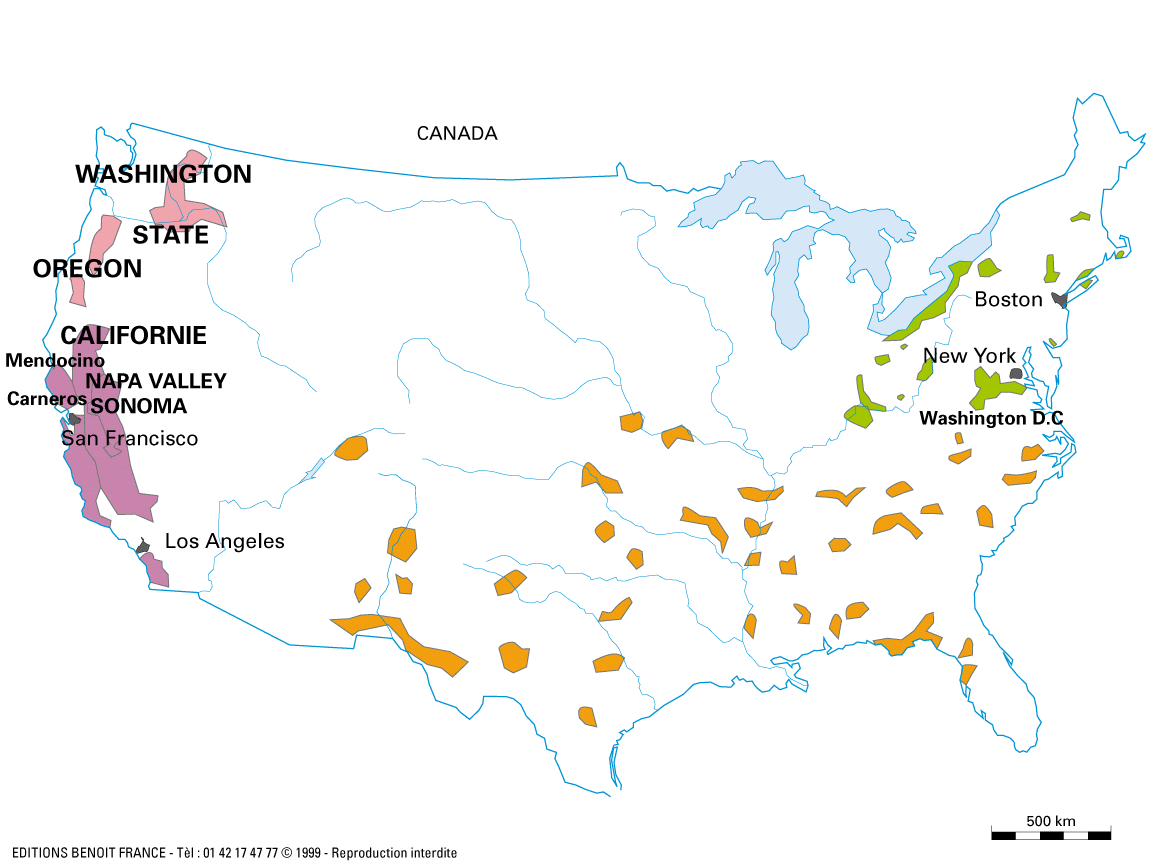 CANADA
WASHINGTON
STATE
OREGON
CALIFORNIE
Mendocino
NAPA VALLEY
Carneros
SONOMA
San Francisco
Los Angeles
Boston
New York
Washington D.C
500 km
EDITIONS BENOIT FRANCE - Tèl : 01 42 17 47 77 © 1999 - Reproduction interdite